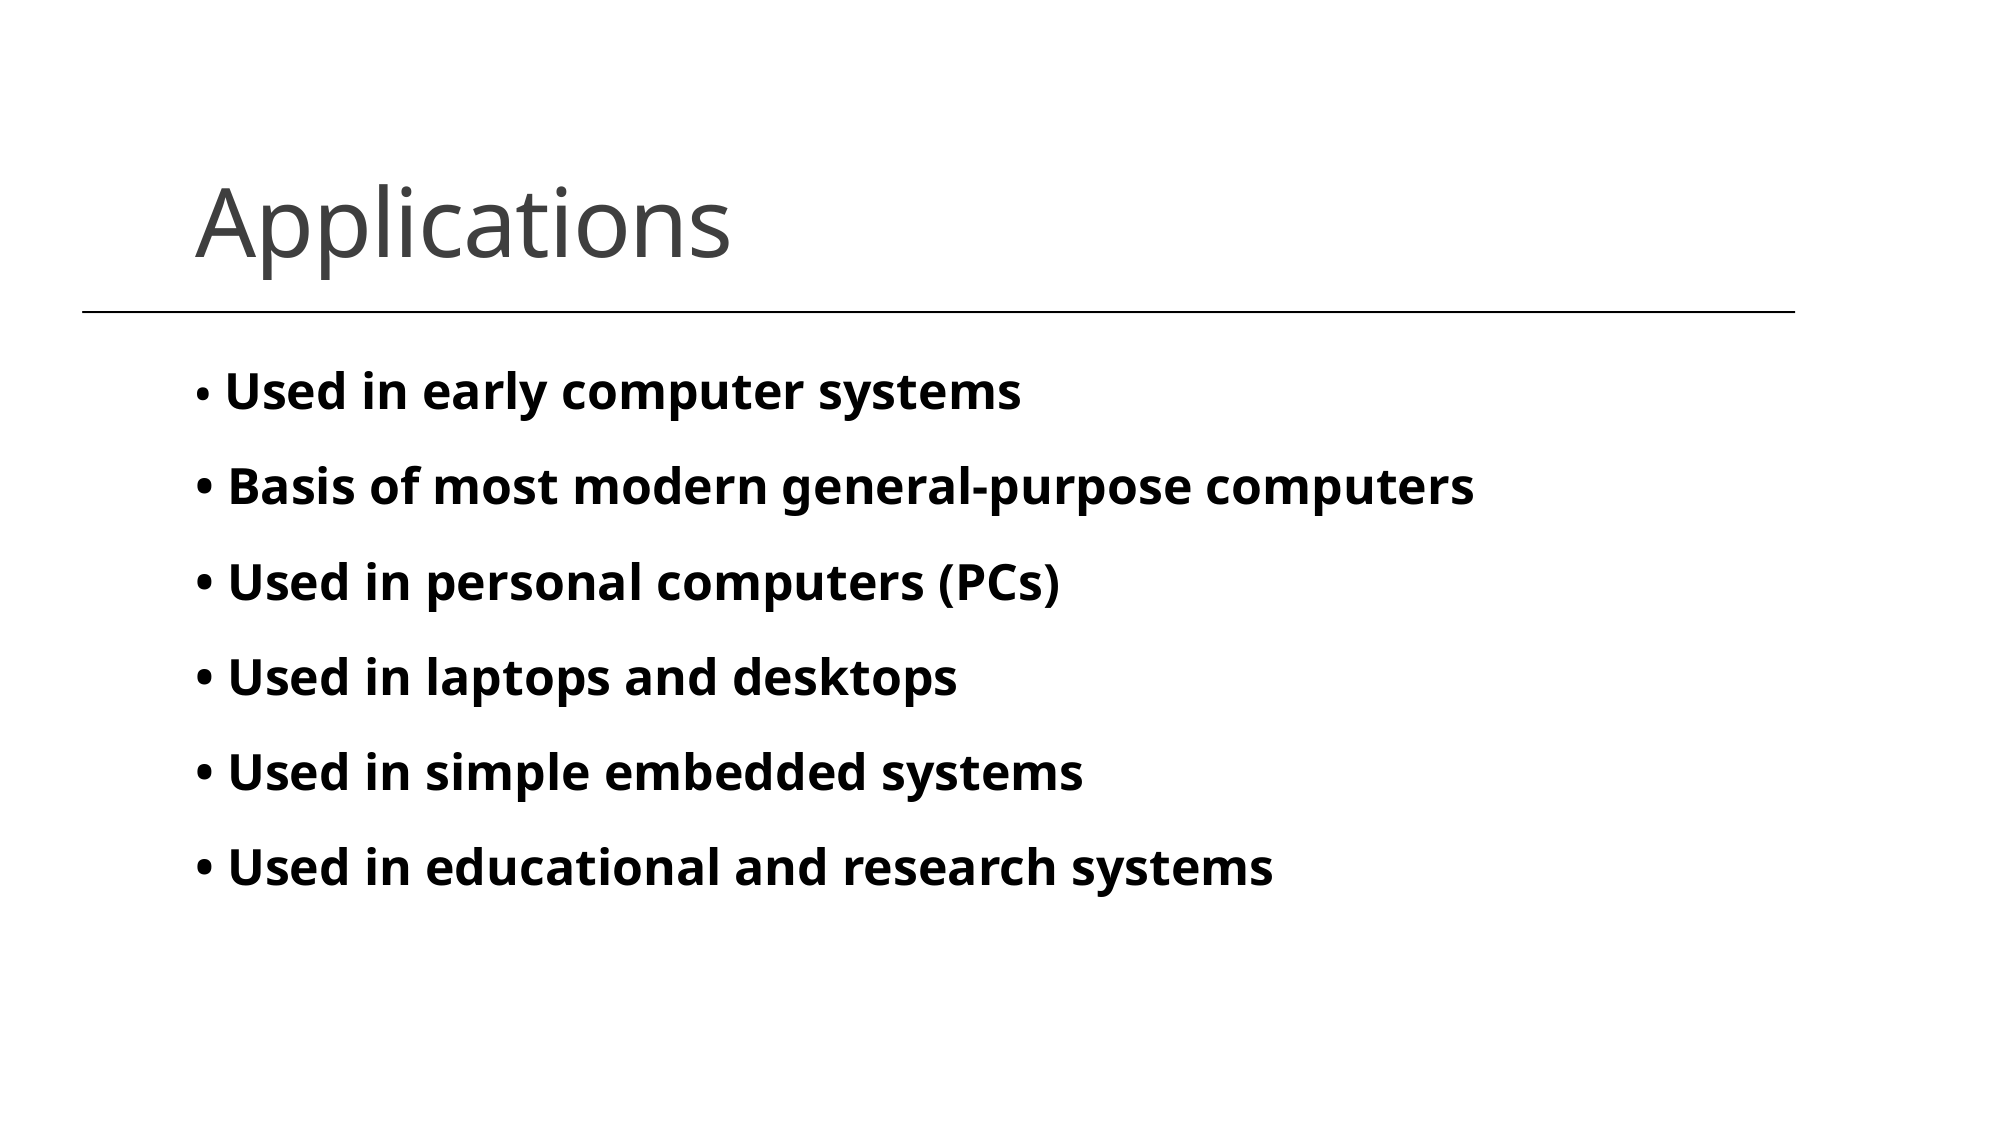 Applications
• Used in early computer systems
• Basis of most modern general-purpose computers
• Used in personal computers (PCs)
• Used in laptops and desktops
• Used in simple embedded systems
• Used in educational and research systems